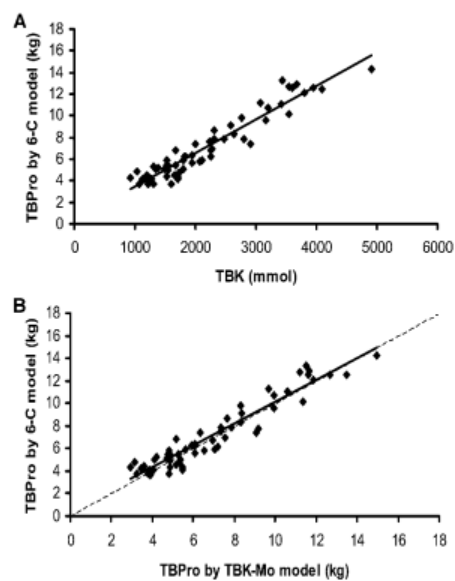 A
TBPro by 6-C model (kg)
18
16
14
12
10
8
6
4
2
0
0 1000 2000 3000 4000 5000 6000
TBK (mmol)
B
TBPro by 6-C model (kg)
18
16
14
12
10
8
6
4
2
0
0 2 4 6 8 10 12 14 16 18
TBPro by TBK-Mo model (kg)